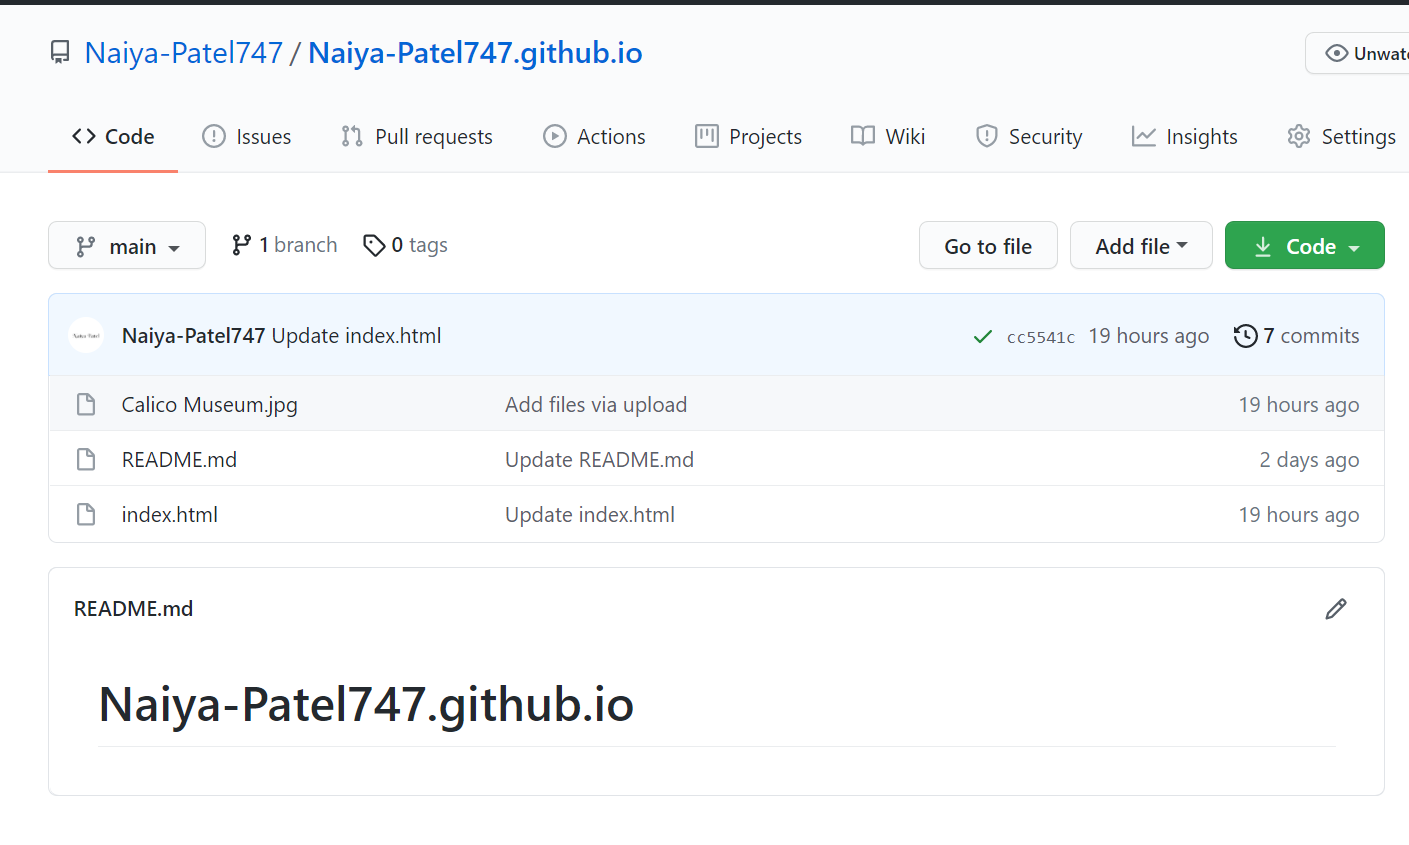 Naiya-Patel747 / Naiya-Patel747.github.io
Unwatc
Code Issues Pull requests Actions Projects Wiki Security Insights Settings
main 1 branch 0 tags Go to file Add file Code
Naiya-Patel747 Update index.html cc5541c 19 hours ago 7 commits
Calico Museum.jpg Add files via upload 19 hours ago
README.md Update README.md 2 days ago
index.html Update index.html 19 hours ago
README.md
Naiya-Patel747.github.io